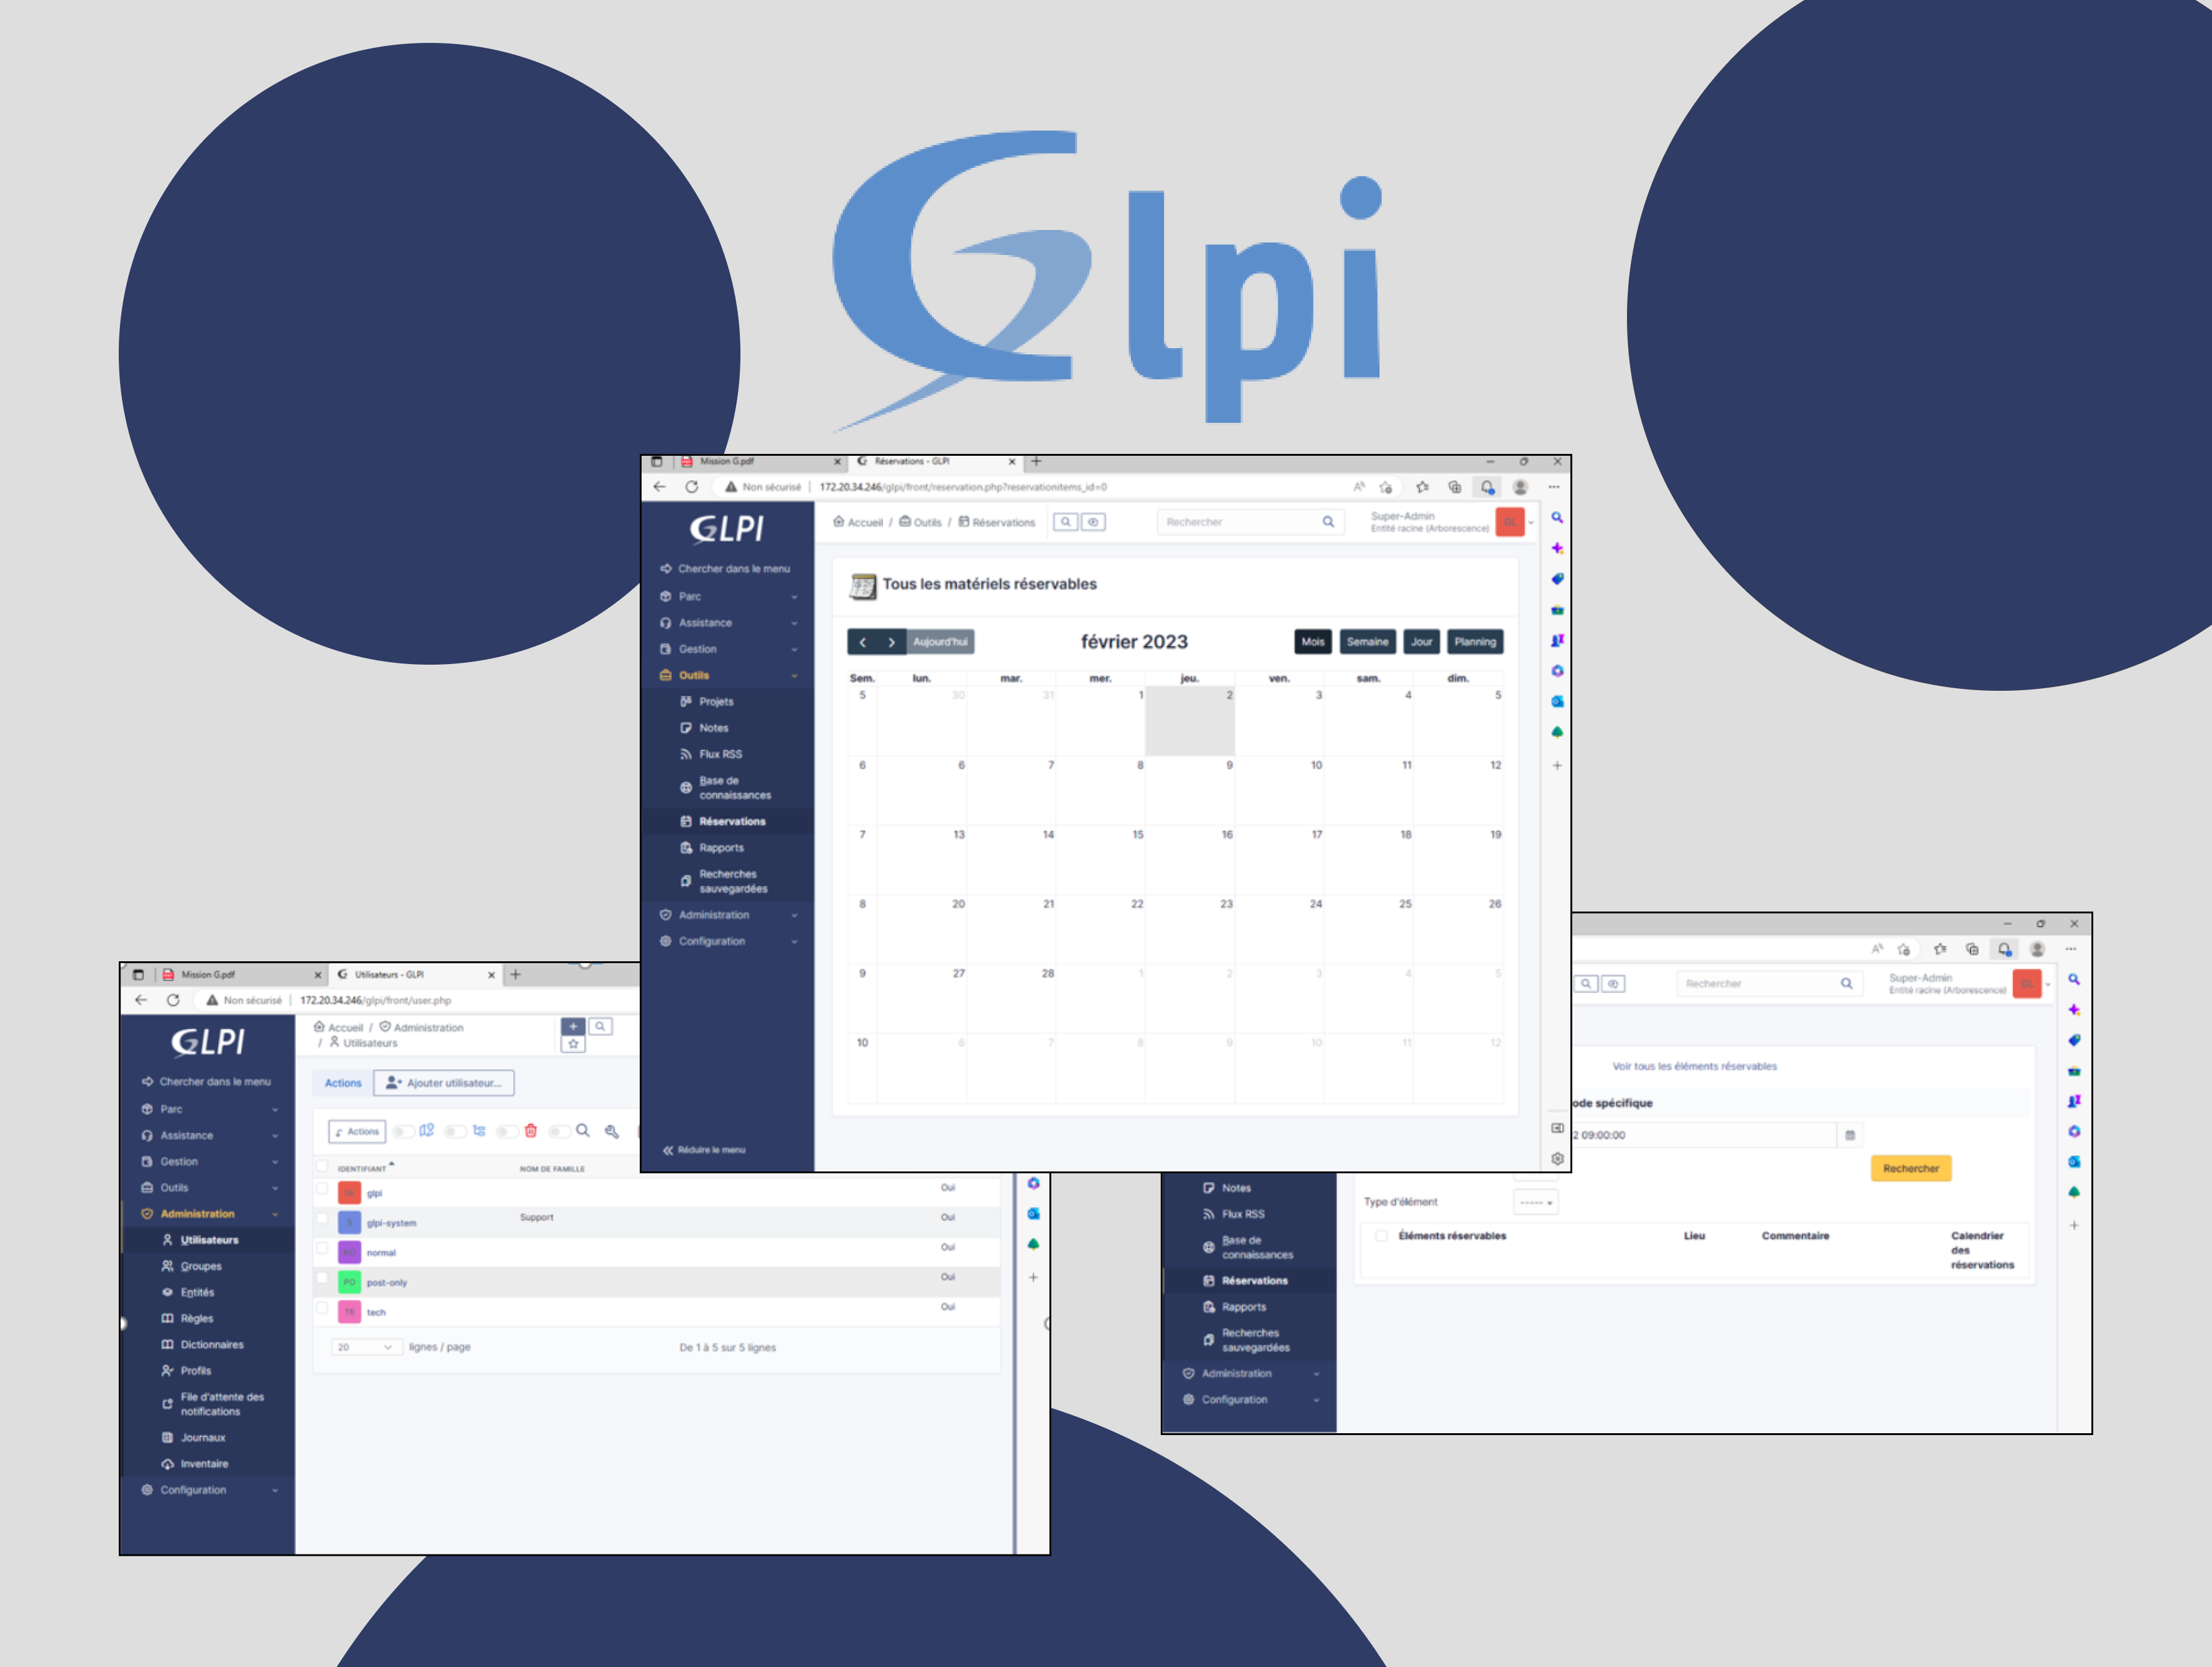 Glpi
Mission G.pdf
Réservations - GLPI
Non sécurisé
172.20.34.246/glpi/front/reservation.php?reservationitems_id=0
GLPI
Accueil / Outils / Réservations
Rechercher
Super-Admin
Entité racine (Arborescence)
GL
Chercher dans le menu
Parc
Assistance
Gestion
Outils
Projets
Notes
Flux RSS
Base de
connaissances
Réservations
Rapports
Recherches
sauvegardées
Administration
Configuration
Réduire le menu
Tous les matériels réservables
Aujourd'hui
février 2023
Mois Semaine Jour Planning
Sem. lun. mar. mer. jeu. ven. sam. dim.
5 30 31 1 2 3 4 5
6 6 7 8 9 10 11 12
7 13 14 15 16 17 18 19
8 20 21 22 23 24 25 26
9 27 28 1 2 3 4 5
10 6 7 8 9 10 11 12
Mission G.pdf
Utilisateurs - GLPI
Non sécurisé
172.20.34.246/glpi/front/user.php
GLPI
Accueil / Administration
/ Utilisateurs
Chercher dans le menu
Parc
Assistance
Gestion
Outils
Administration
Utilisateurs
Groupes
Entités
Règles
Dictionnaires
Profils
File d'attente des
notifications
Journaux
Inventaire
Configuration
Actions Ajouter utilisateur...
Actions
IDENTIFIANT NOM DE FAMILLE
GL glpi Oui
S glpi-system Support Oui
NO normal Oui
PO post-only Oui
TE tech Oui
20 lignes / page De 1 à 5 sur 5 lignes
Rechercher
Super-Admin
Entité racine (Arborescence)
GL
Voir tous les éléments réservables
ode spécifique
2 09:00:00
Rechercher
Type d'élément -----
Éléments réservables Lieu Commentaire Calendrier
des
réservations
Notes
Flux RSS
Base de
connaissances
Réservations
Rapports
Recherches
sauvegardées
Administration
Configuration